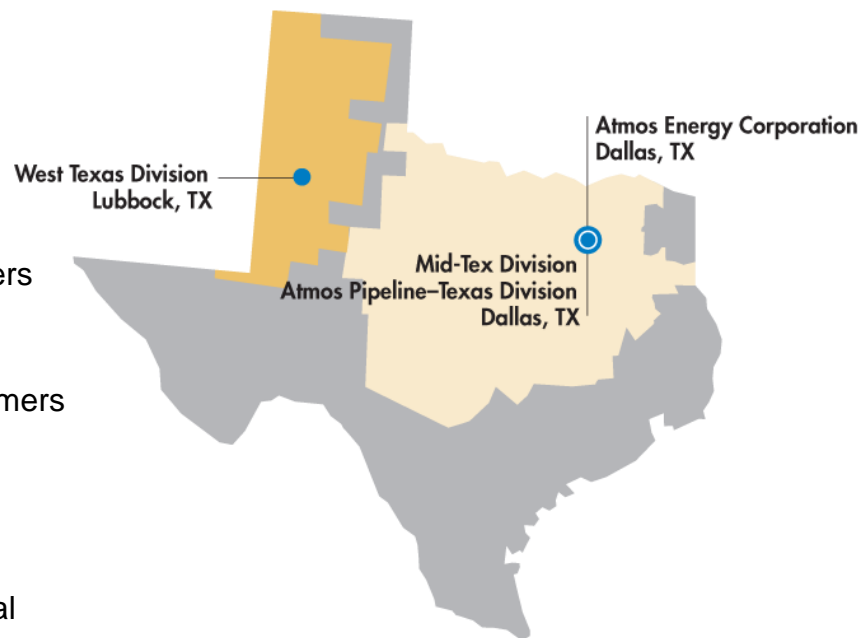 Atmos Energy Corporation
Dallas, TX
West Texas Division
Lubbock, TX
Mid-Tex Division
Atmos Pipeline–Texas Division
Dallas, TX